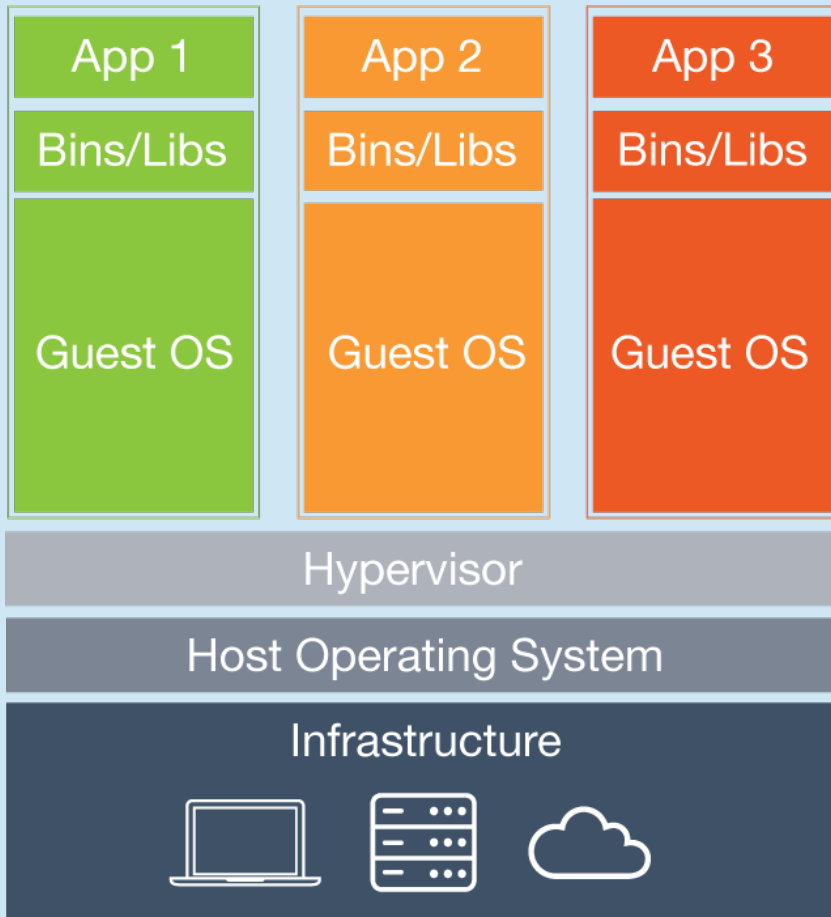 App 1
App 2
App 3
Bins/Libs
Bins/Libs
Bins/Libs
Guest OS
Guest OS
Guest OS
Hypervisor
Host Operating System
Infrastructure